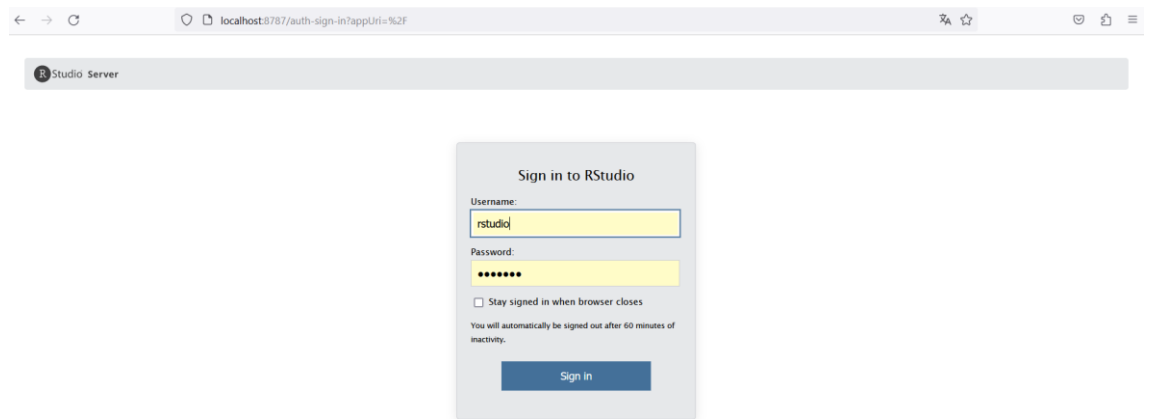 localhost:8787/auth-sign-in?appUri=%2F
R Studio Server
Sign in to RStudio
Username:
rstudio
Password:
•••••••
Stay signed in when browser closes
You will automatically be signed out after 60 minutes of
inactivity.
Sign in